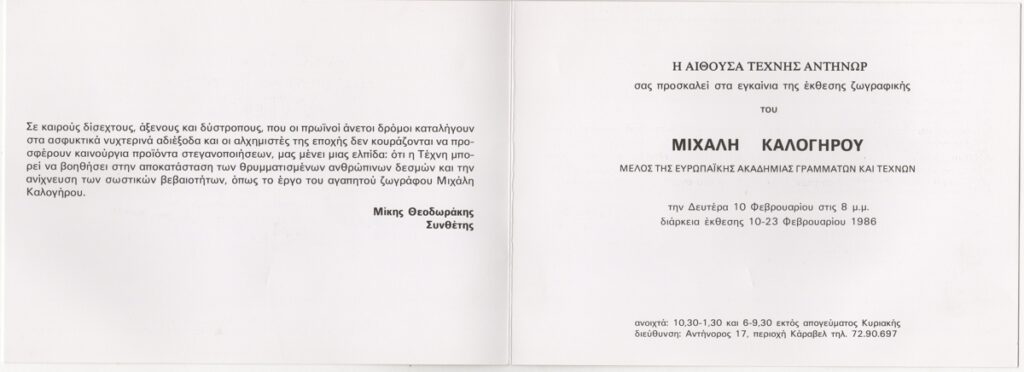 Σε καιρούς δίσεχτους, άξενους και δύστροπους, που οι πρωϊνοί άνετοι δρόμοι καταλήγουν
στα ασφυκτικά νυχτερινά αδιέξοδα και οι αλχημιστές της εποχής δεν κουράζονται να προ-
σφέρουν καινούργια προϊόντα στεγανοποιήσεων, μας μένει μιας ελπίδα: ότι η Τέχνη μπο-
ρεί να βοηθήσει στην αποκατάσταση των θρυμματισμένων ανθρώπινων δεσμών και την
ανίχνευση των σωστικών βεβαιοτήτων, όπως το έργο του αγαπητού ζωγράφου Μιχάλη
Καλογήρου.
Μίκης Θεοδωράκης
Συνθέτης
Η ΑΙΘΟΥΣΑ ΤΕΧΝΗΣ ΑΝΤΗΝΩΡ
σας προσκαλεί στα εγκαίνια της έκθεσης ζωγραφικής
του
ΜΙΧΑΛΗ ΚΑΛΟΓΗΡΟΥ
ΜΕΛΟΣ ΤΗΣ ΕΥΡΩΠΑΪΚΗΣ ΑΚΑΔΗΜΙΑΣ ΓΡΑΜΜΑΤΩΝ ΚΑΙ ΤΕΧΝΩΝ
την Δευτέρα 10 Φεβρουαρίου στις 8 μ.μ.
διάρκεια έκθεσης 10-23 Φεβρουαρίου 1986
ανοιχτά: 10,30-1,30 και 6-9,30 εκτός απογεύματος Κυριακής
διεύθυνση: Αντήνορος 17, περιοχή Κάραβελ τηλ. 72.90.697